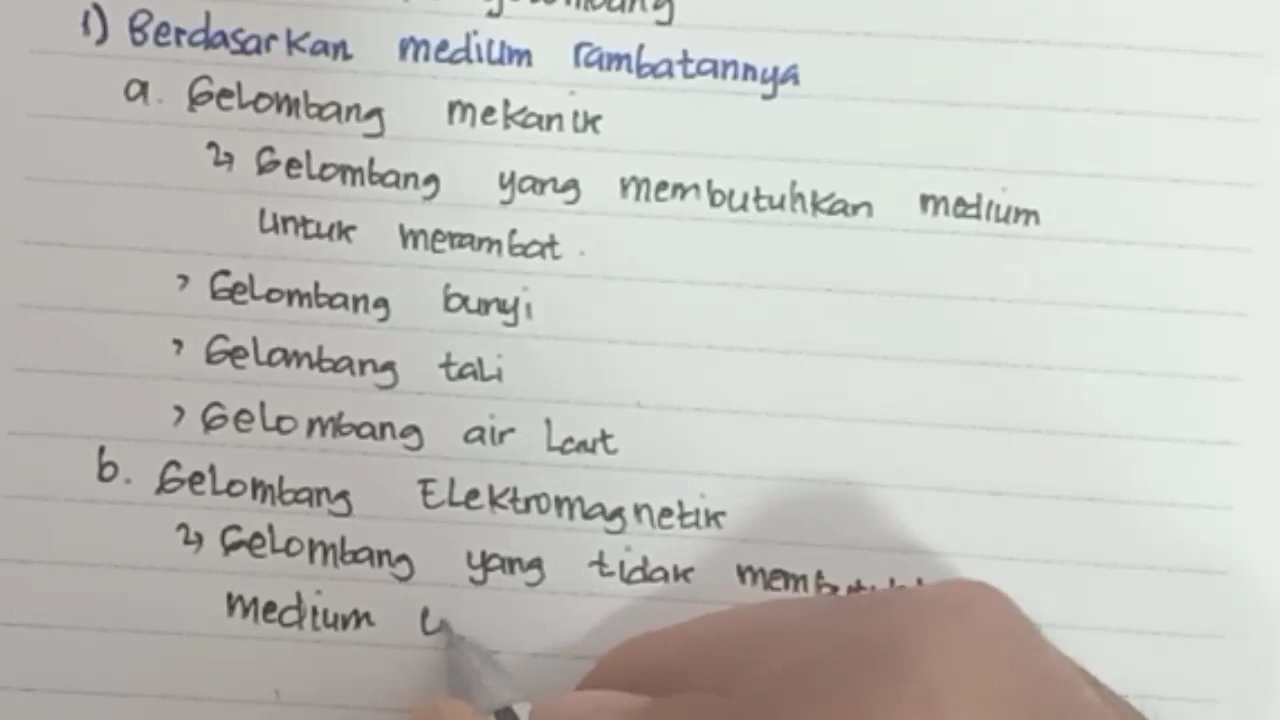 1) Berdasarkan medium rambatannya
a. Gelombang mekanik
Gelombang yang membutuhkan medium
untuk merambat.
Gelombang bunyi
Gelombang tali
Gelombang air Laut
b. Gelombang Elektromagnetik
Gelombang yang tidak
medium